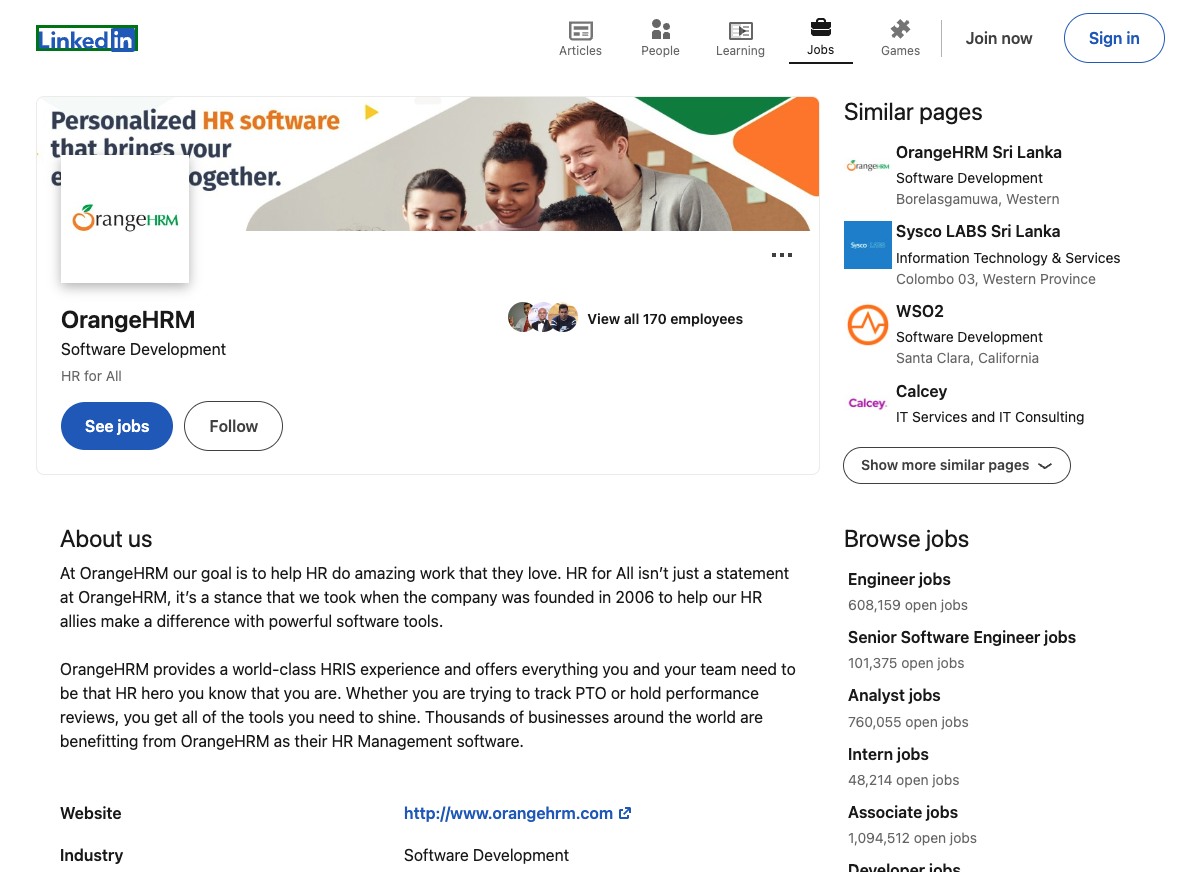 Linkedin
Articles
People
Learning
Jobs
Games
Join now
Sign in
Personalized HR software
that brings your
ogether.
OrangeHRM
OrangeHRM
Software Development
HR for All
View all 170 employees
See jobs
Follow
Similar pages
OrangeHRM
OrangeHRM Sri Lanka
Software Development
Borelasgamuwa, Western
Sysco LABS
Sysco LABS Sri Lanka
Information Technology & Services
Colombo 03, Western Province
WSO2
Software Development
Santa Clara, California
Calcey
Calcey
IT Services and IT Consulting
Show more similar pages
About us
At OrangeHRM our goal is to help HR do amazing work that they love. HR for All isn’t just a statement
at OrangeHRM, it’s a stance that we took when the company was founded in 2006 to help our HR
allies make a difference with powerful software tools.
OrangeHRM provides a world-class HRIS experience and offers everything you and your team need to
be that HR hero you know that you are. Whether you are trying to track PTO or hold performance
reviews, you get all of the tools you need to shine. Thousands of businesses around the world are
benefitting from OrangeHRM as their HR Management software.
Website
http://www.orangehrm.com
Industry
Software Development
Browse jobs
Engineer jobs
608,159 open jobs
Senior Software Engineer jobs
101,375 open jobs
Analyst jobs
760,055 open jobs
Intern jobs
48,214 open jobs
Associate jobs
1,094,512 open jobs
Developer jobs